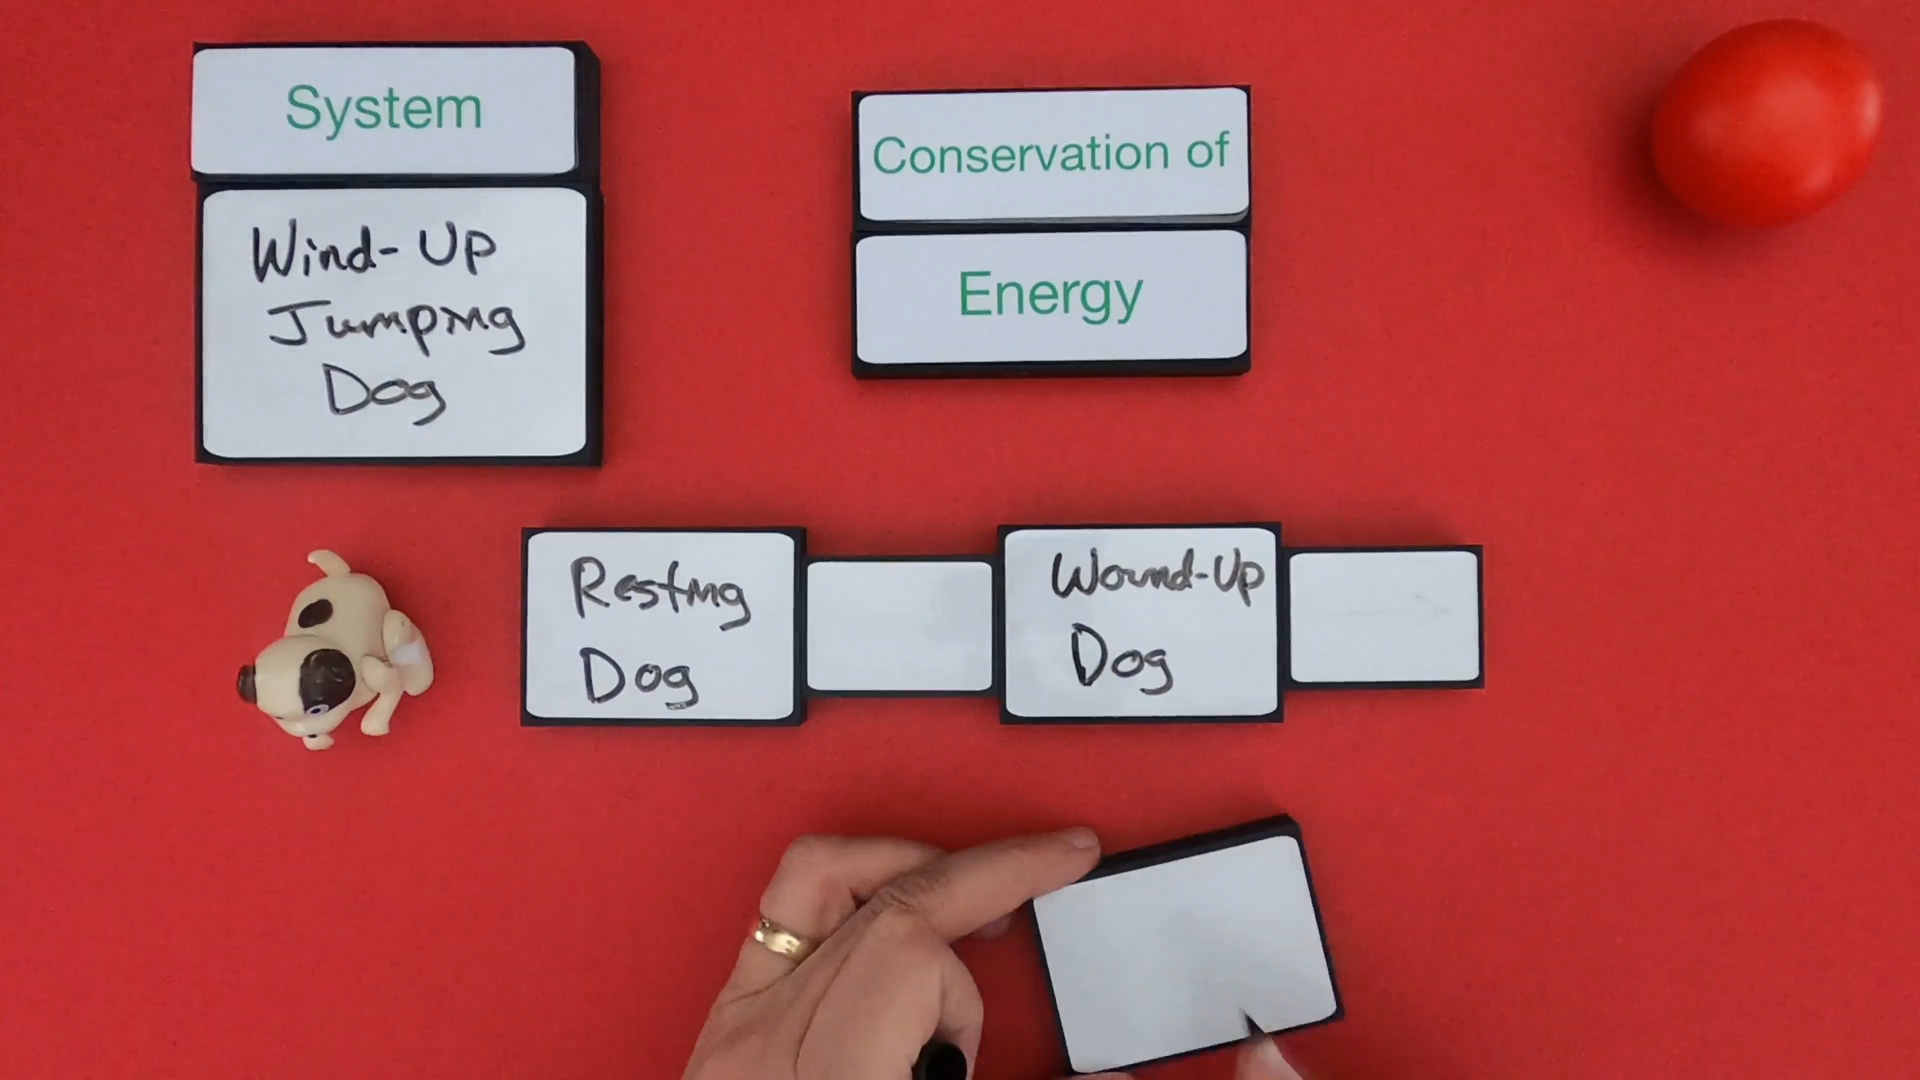 System
Wind-Up
Jumping
Dog
Conservation of
Energy
Resting
Dog
Wound-Up
Dog